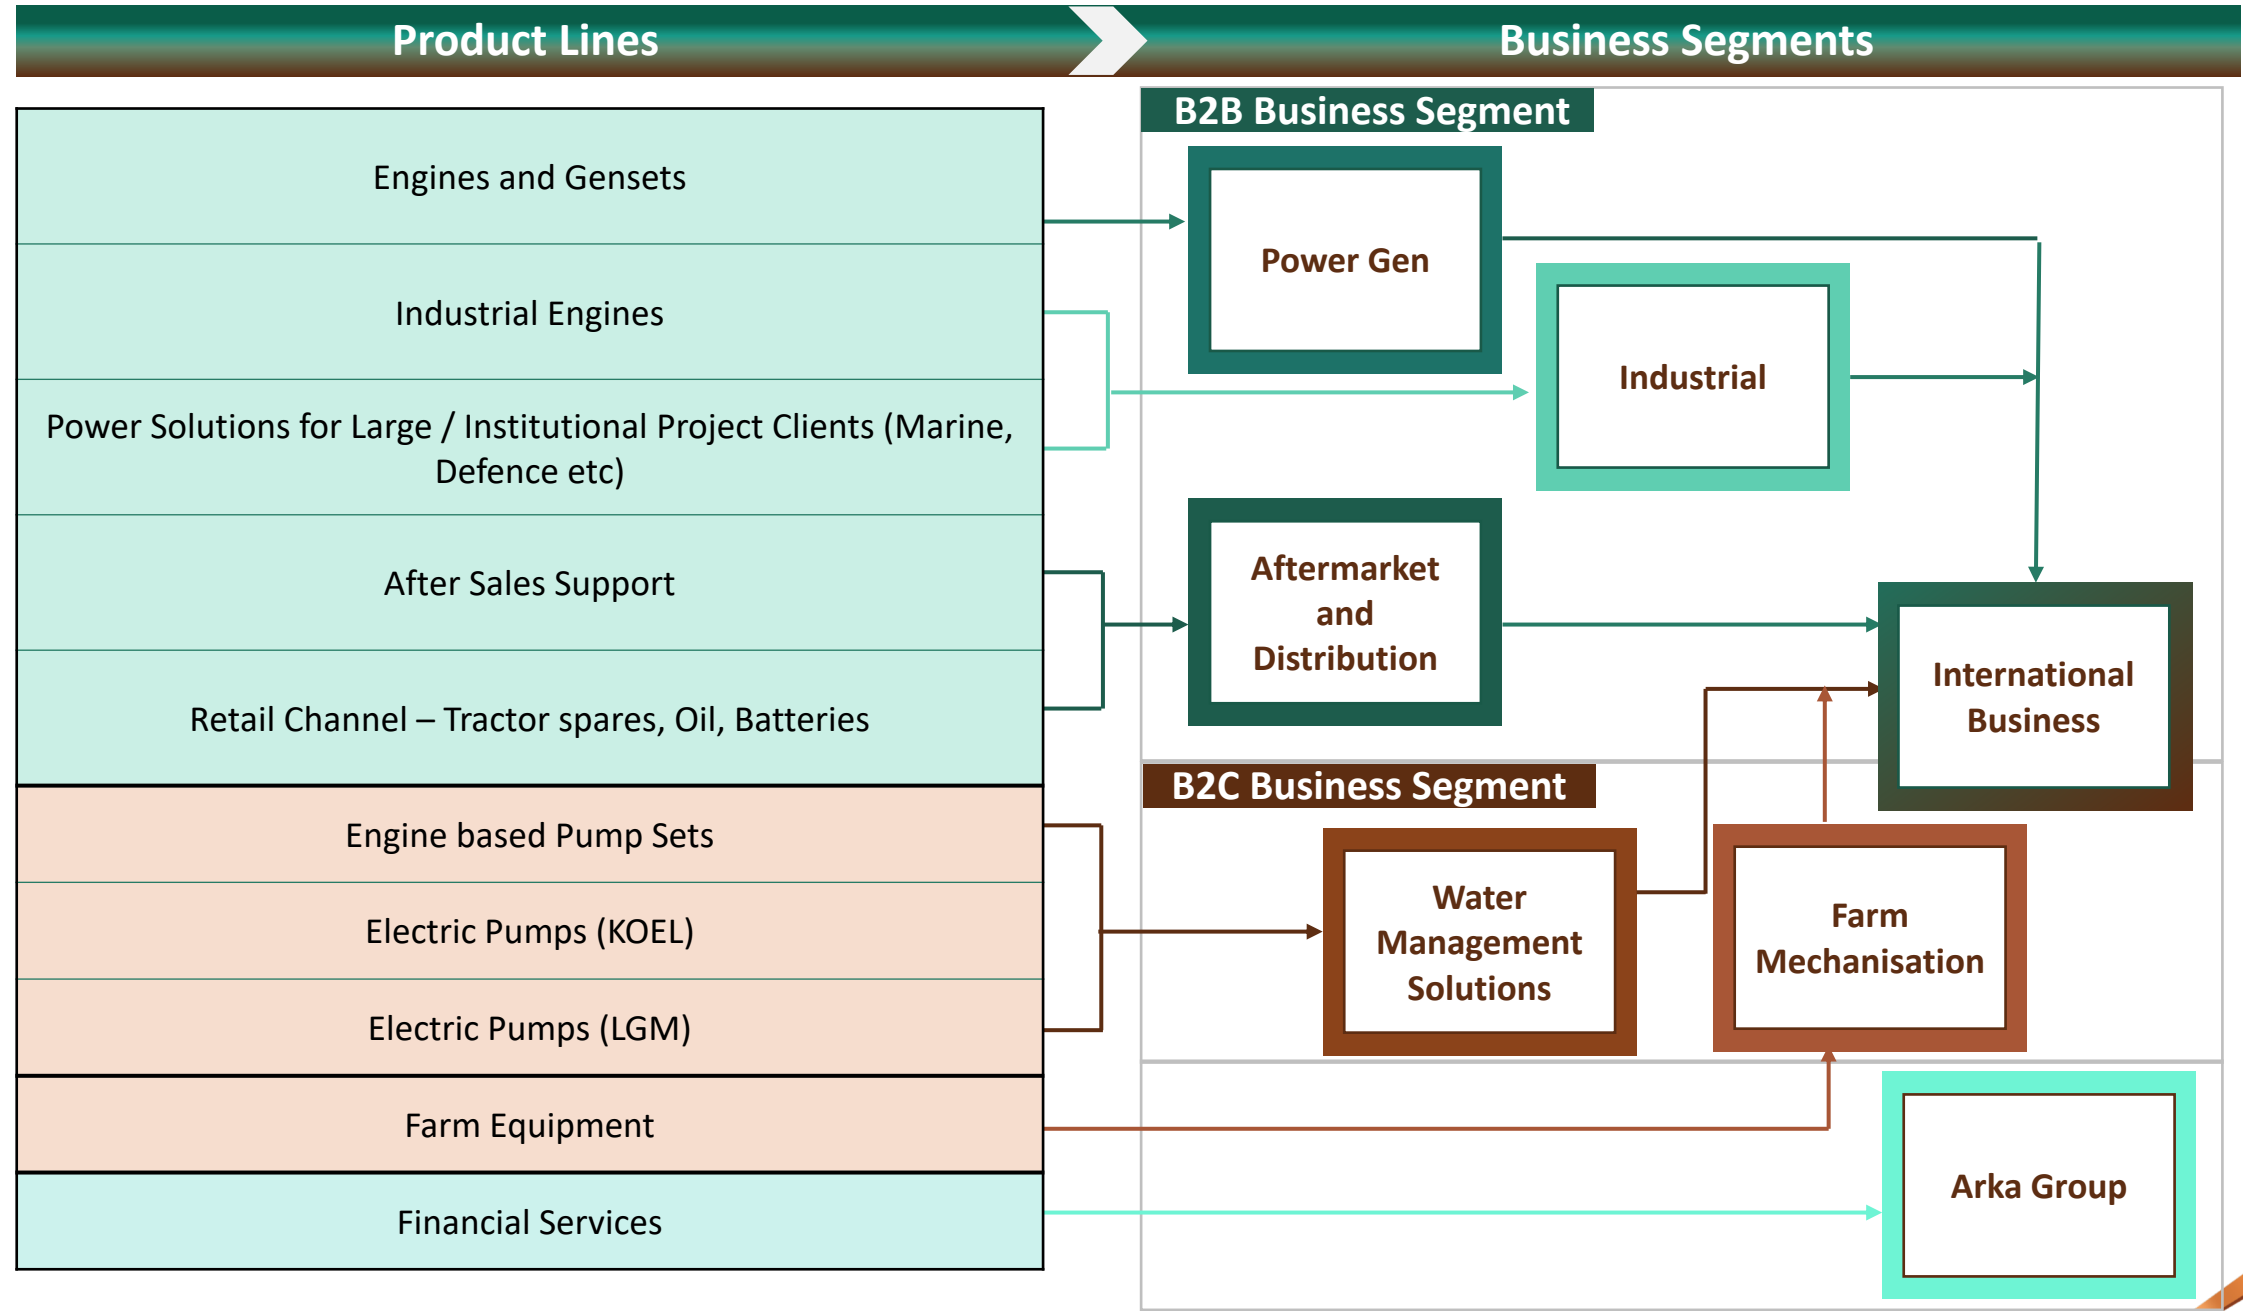 Product Lines
Business Segments
Engines and Gensets
Industrial Engines
Power Solutions for Large / Institutional Project Clients (Marine,
Defence etc)
After Sales Support
Retail Channel – Tractor spares, Oil, Batteries
Engine based Pump Sets
Electric Pumps (KOEL)
Electric Pumps (LGM)
Farm Equipment
Financial Services
B2B Business Segment
Power Gen
Industrial
Aftermarket
and
Distribution
International
Business
B2C Business Segment
Water
Management
Solutions
Farm
Mechanisation
Arka Group